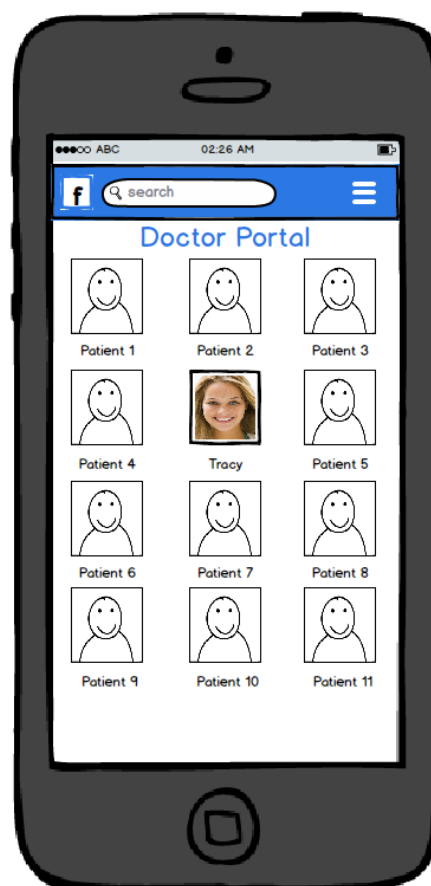 ABC 02:26 AM
f search
Doctor Portal
Patient 1 Patient 2 Patient 3
Patient 4 Tracy Patient 5
Patient 6 Patient 7 Patient 8
Patient 9 Patient 10 Patient 11